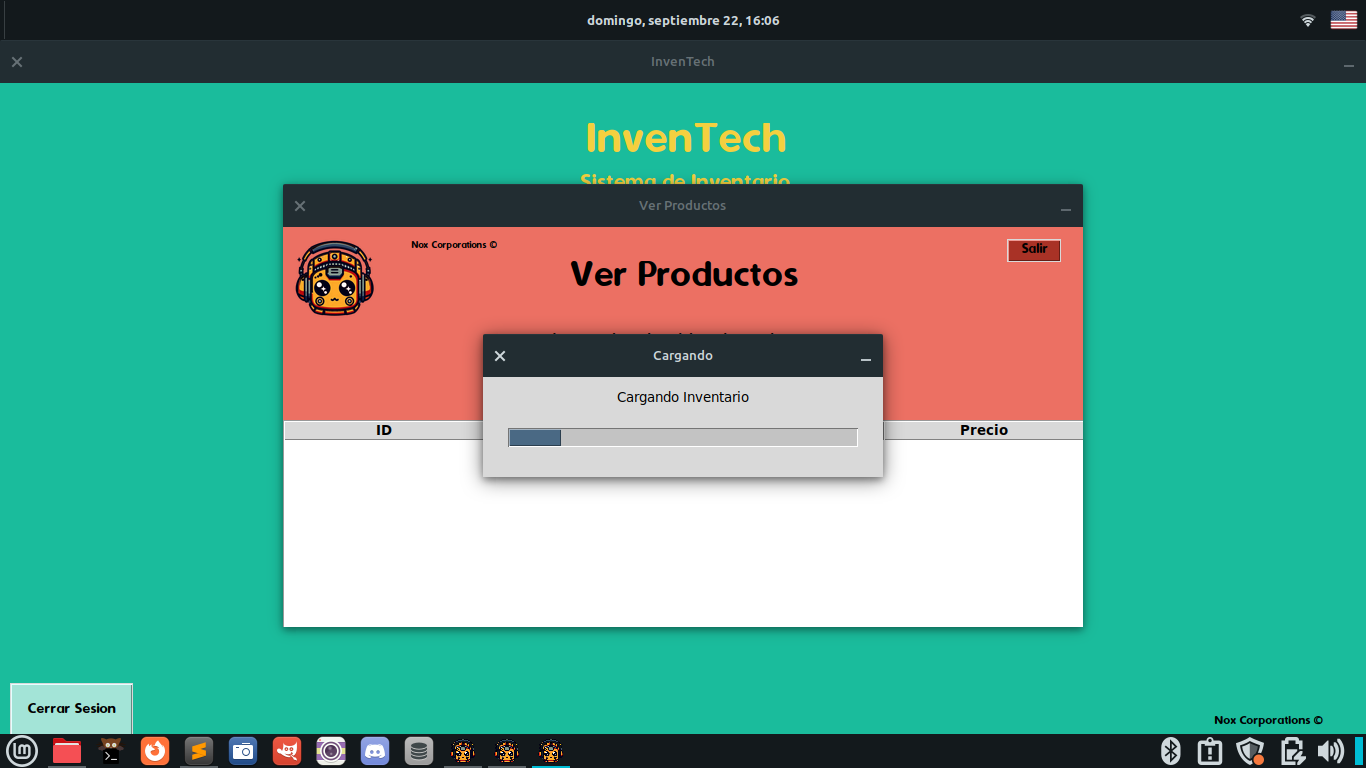 domingo, septiembre 22, 16:06
InvenTech
InvenTech
Sistema de Inventario
Ver Productos
Nox Corporations ©
Salir
Ver Productos
Cargando
Cargando Inventario
ID
Precio
Cerrar Sesion
Nox Corporations ©